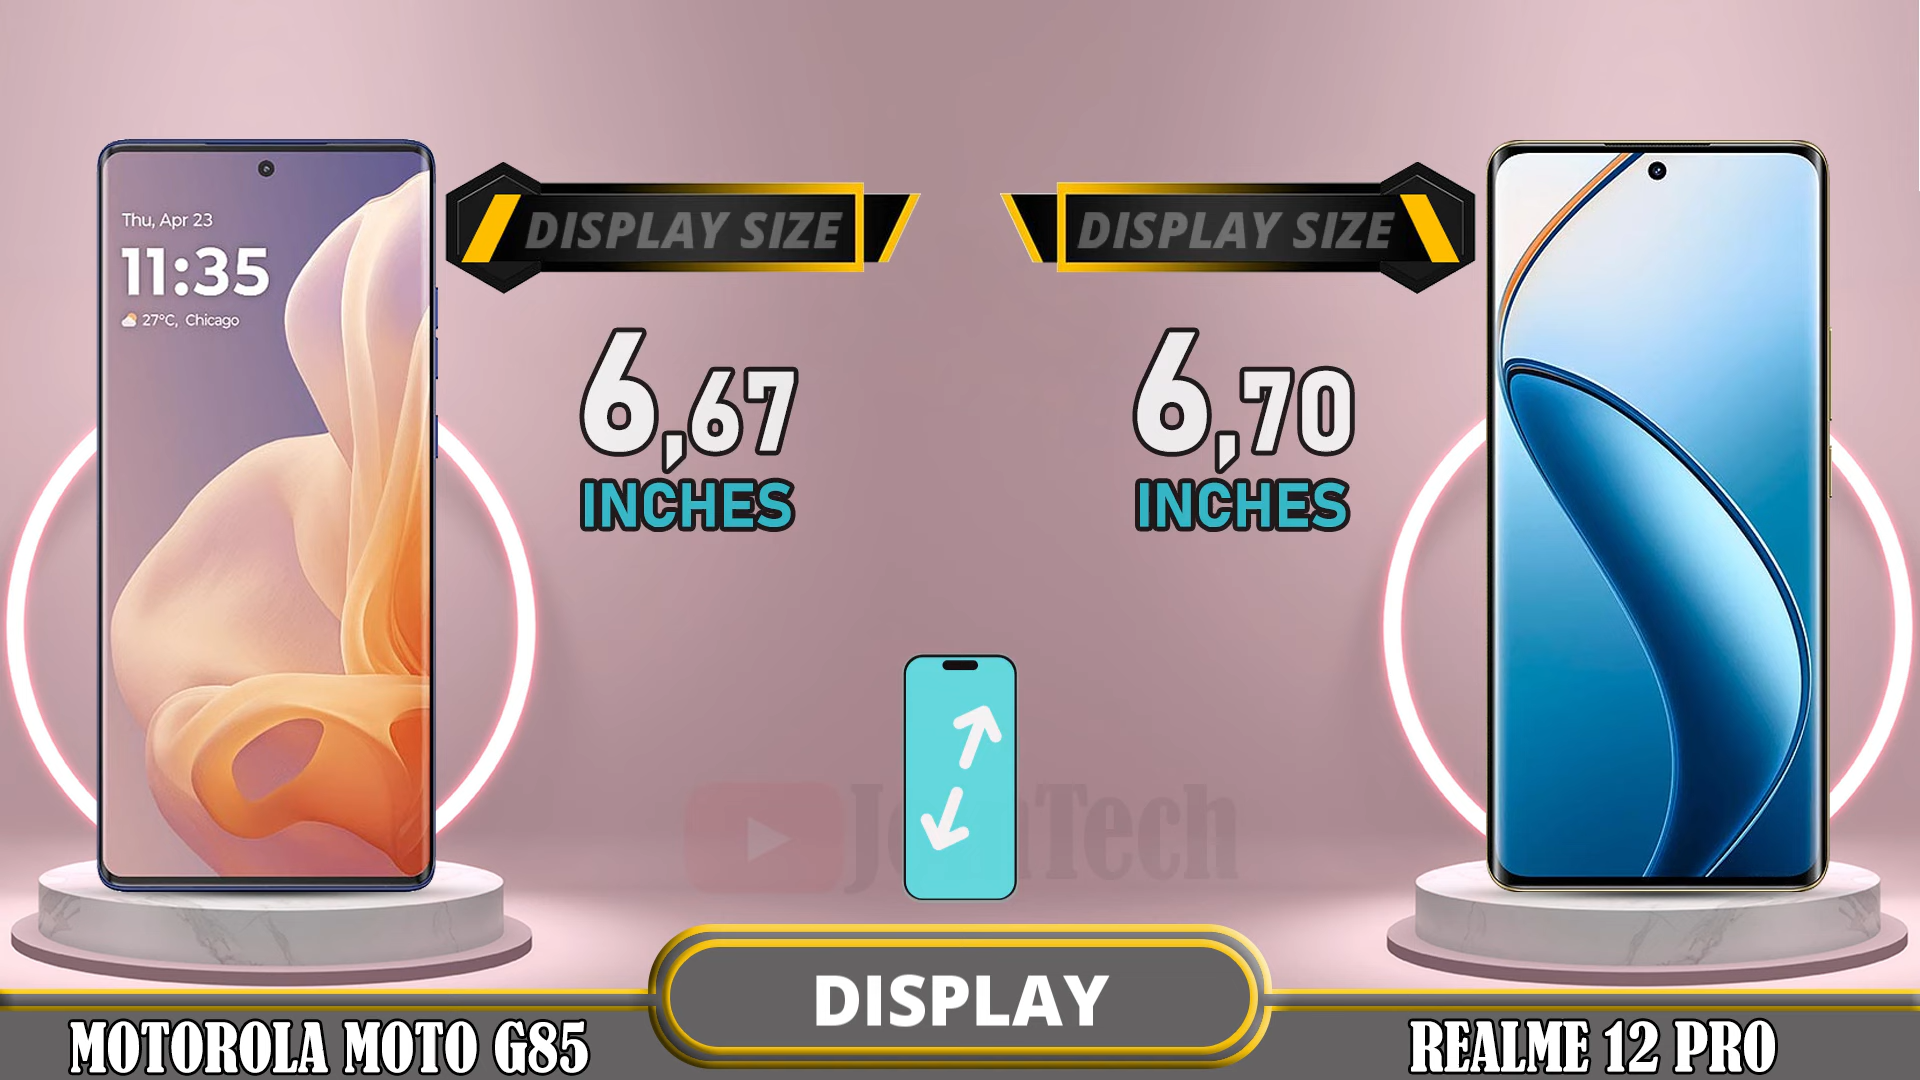 Thu, Apr 23
11:35
27°C, Chicago
DISPLAY SIZE
6,67
INCHES
DISPLAY SIZE
6,70
INCHES
DISPLAY
MOTOROLA MOTO G85
REALME 12 PRO